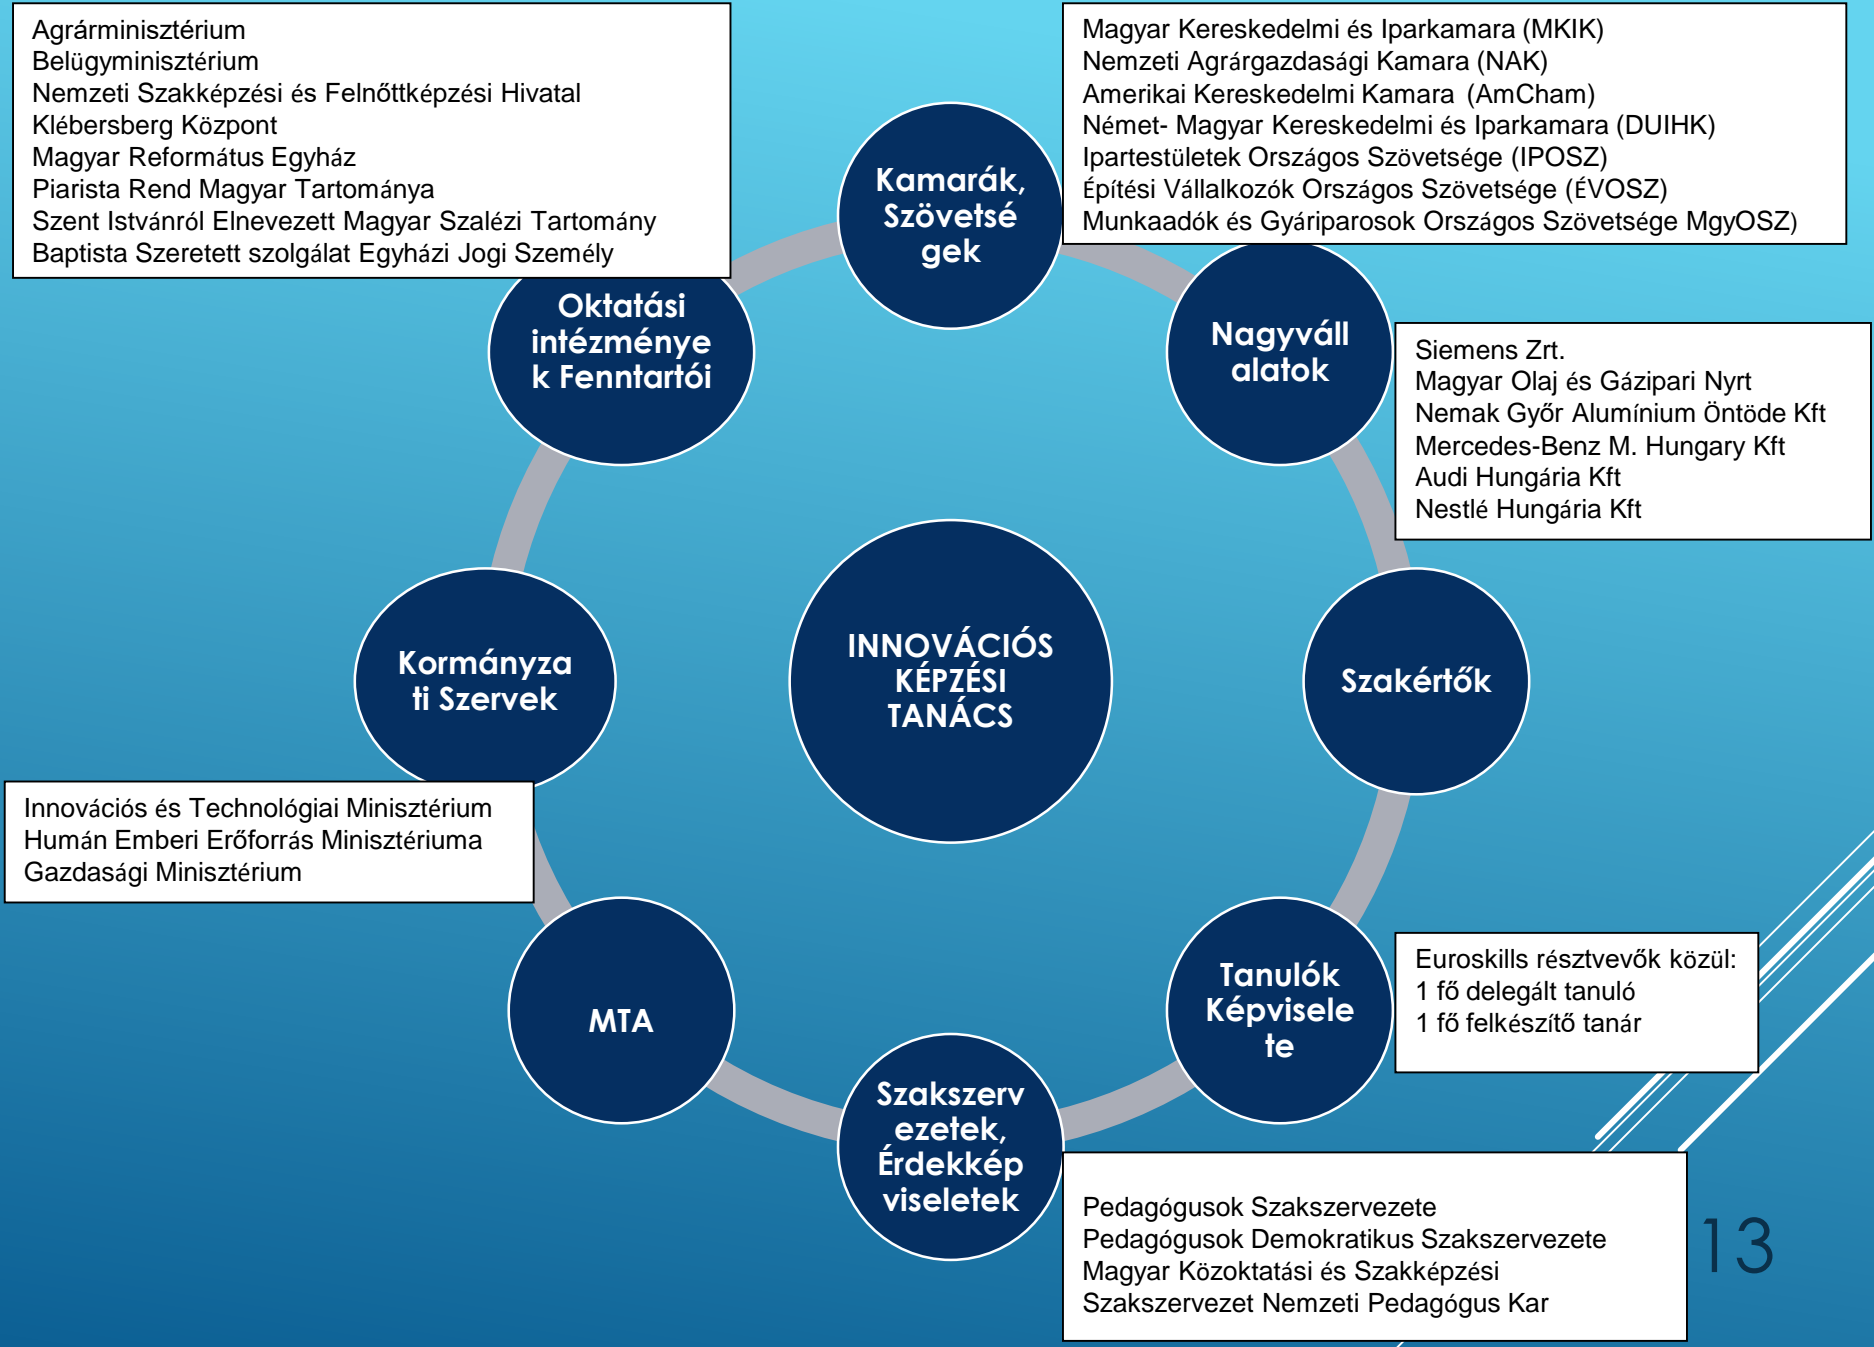 Agrárminisztérium
Belügyminisztérium
Nemzeti Szakképzési és Felnőttképzési Hivatal
Klébersberg Központ
Magyar Református Egyház
Piarista Rend Magyar Tartománya
Szent Istvánról Elnevezett Magyar Szalézi Tartomány
Baptista Szeretett szolgálat Egyházi Jogi Személy
Magyar Kereskedelmi és Iparkamara (MKIK)
Nemzeti Agrárgazdasági Kamara (NAK)
Amerikai Kereskedelmi Kamara (AmCham)
Német- Magyar Kereskedelmi és Iparkamara (DUIHK)
Ipartestületek Országos Szövetsége (IPOSZ)
Építési Vállalkozók Országos Szövetsége (ÉVOSZ)
Munkaadók és Gyáriparosok Országos Szövetsége MgyOSZ)
Kamarák,
Szövetsé
gek
Oktatási
intézménye
k Fenntartói
Nagyváll
alatok
Siemens Zrt.
Magyar Olaj és Gázipari Nyrt
Nemak Győr Alumínium Öntöde Kft
Mercedes-Benz M. Hungary Kft
Audi Hungária Kft
Nestlé Hungária Kft
Kormányza
ti Szervek
INNOVÁCIÓS
KÉPZÉSI
TANÁCS
Szakértők
Innovációs és Technológiai Minisztérium
Humán Emberi Erőforrás Minisztériuma
Gazdasági Minisztérium
MTA
Tanulók
Képvisele
te
Euroskills résztvevők közül:
1 fő delegált tanuló
1 fő felkészítő tanár
Szakszerv
ezetek,
Érdekkép
viseletek
Pedagógusok Szakszervezete
Pedagógusok Demokratikus Szakszervezete
Magyar Közoktatási és Szakképzési
Szakszervezet Nemzeti Pedagógus Kar
13